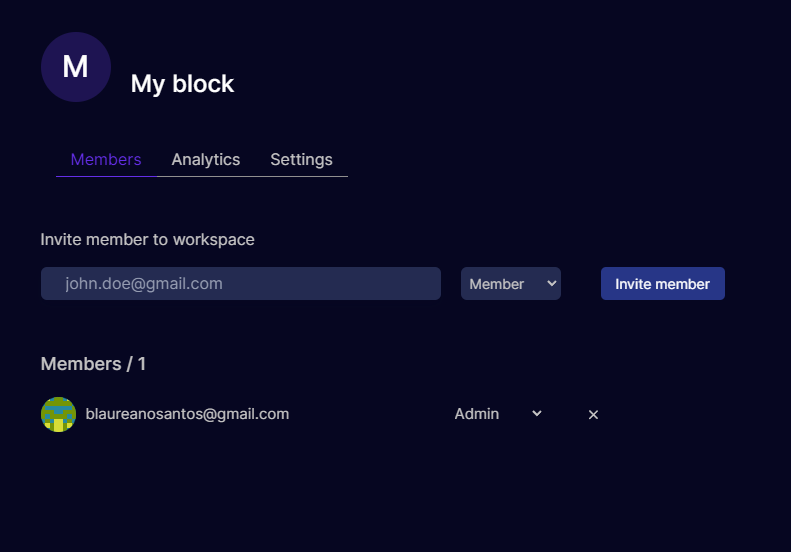 M
My block
Members Analytics Settings
Invite member to workspace
john.doe@gmail.com Member Invite member
Members / 1
blaureanosantos@gmail.com Admin ×